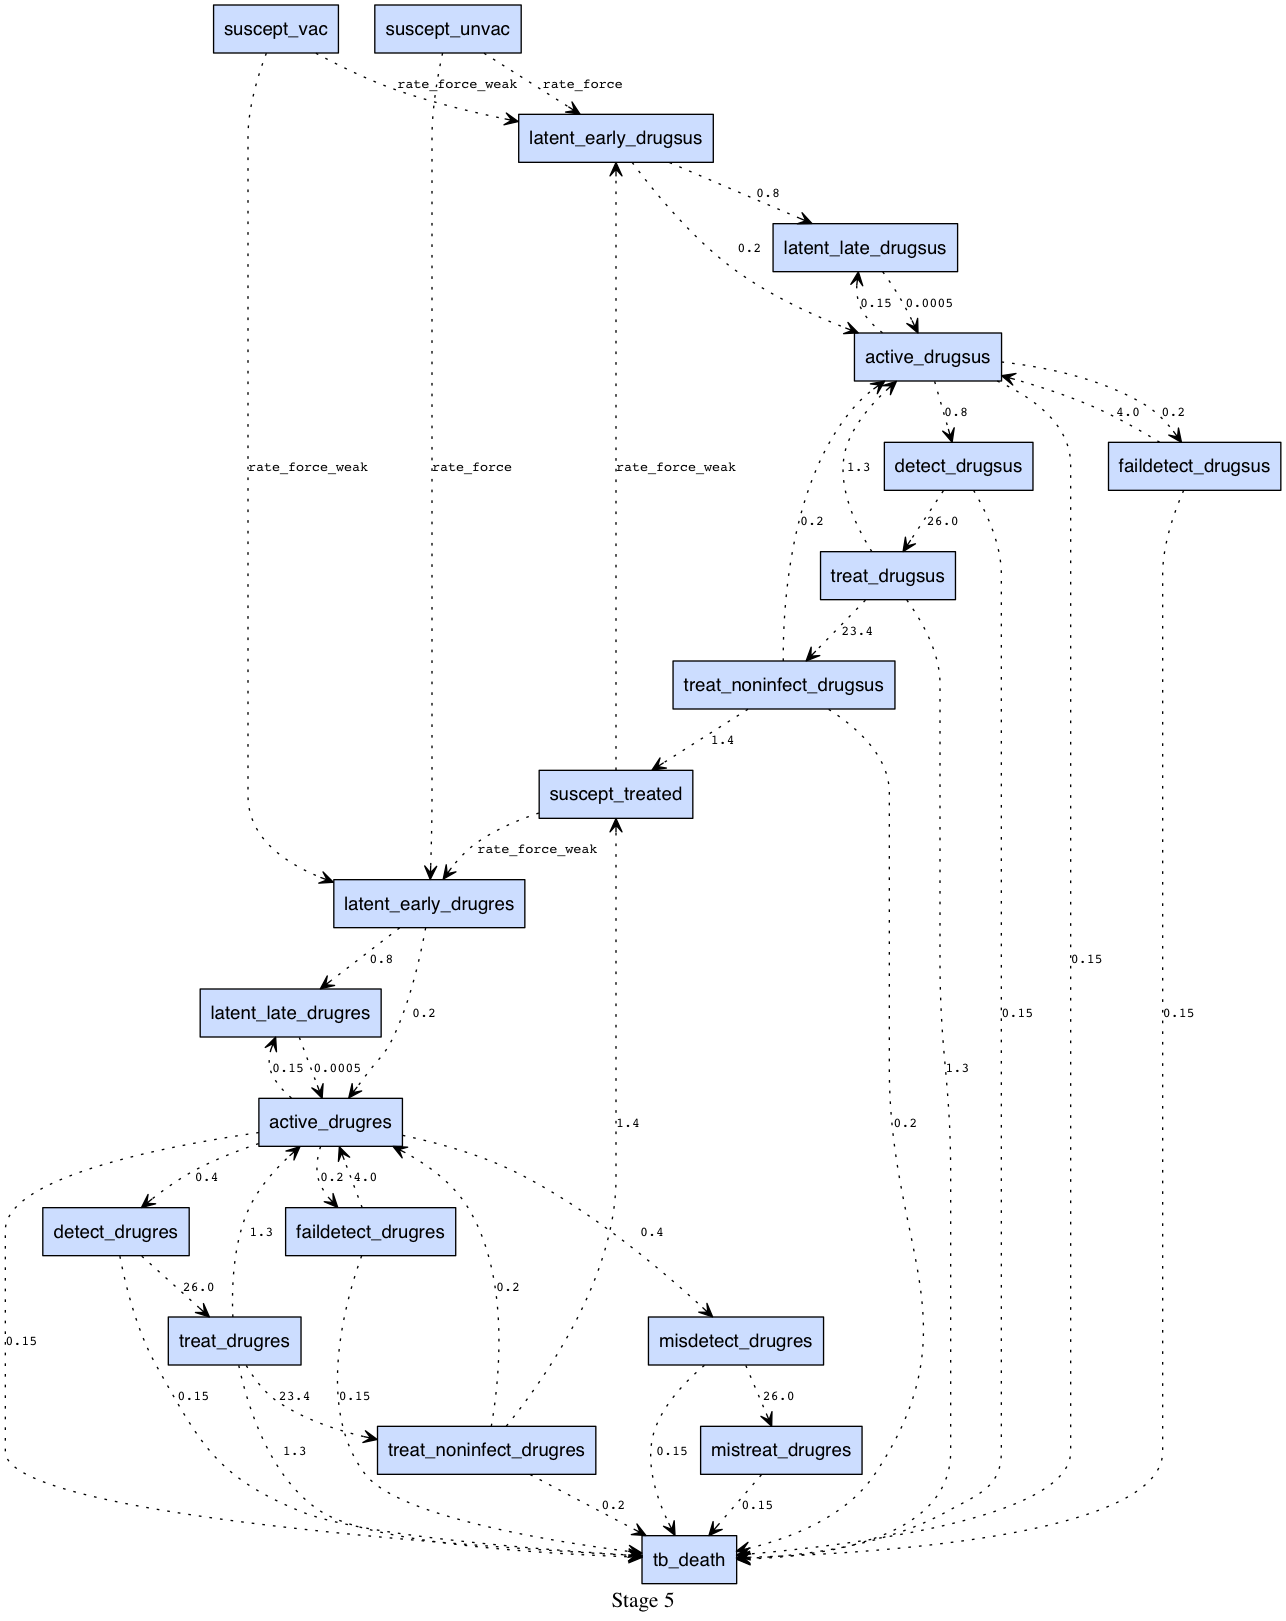 suscept_vac suscept_unvac
rate_force_weak rate_force
latent_early_drugsus
0.8
latent_late_drugsus
0.2
0.15 0.0005
active_drugsus
0.8 4.0 0.2
rate_force_weak rate_force rate_force_weak 1.3 detect_drugsus faildetect_drugsus
0.2 26.0
treat_drugsus
23.4
treat_noninfect_drugsus
1.4
suscept_treated
rate_force_weak
latent_early_drugres
0.8 0.15
latent_late_drugres 0.2 0.15 0.15
0.15 0.0005 1.3
active_drugres 1.4 0.2
0.4 0.2 4.0
detect_drugres 1.3 faildetect_drugres 0.4
26.0 0.2
0.15 treat_drugres misdetect_drugres
0.15 23.4 0.15 26.0
1.3 treat_noninfect_drugres 0.15 mistreat_drugres
0.2 0.15
tb_death
Stage 5